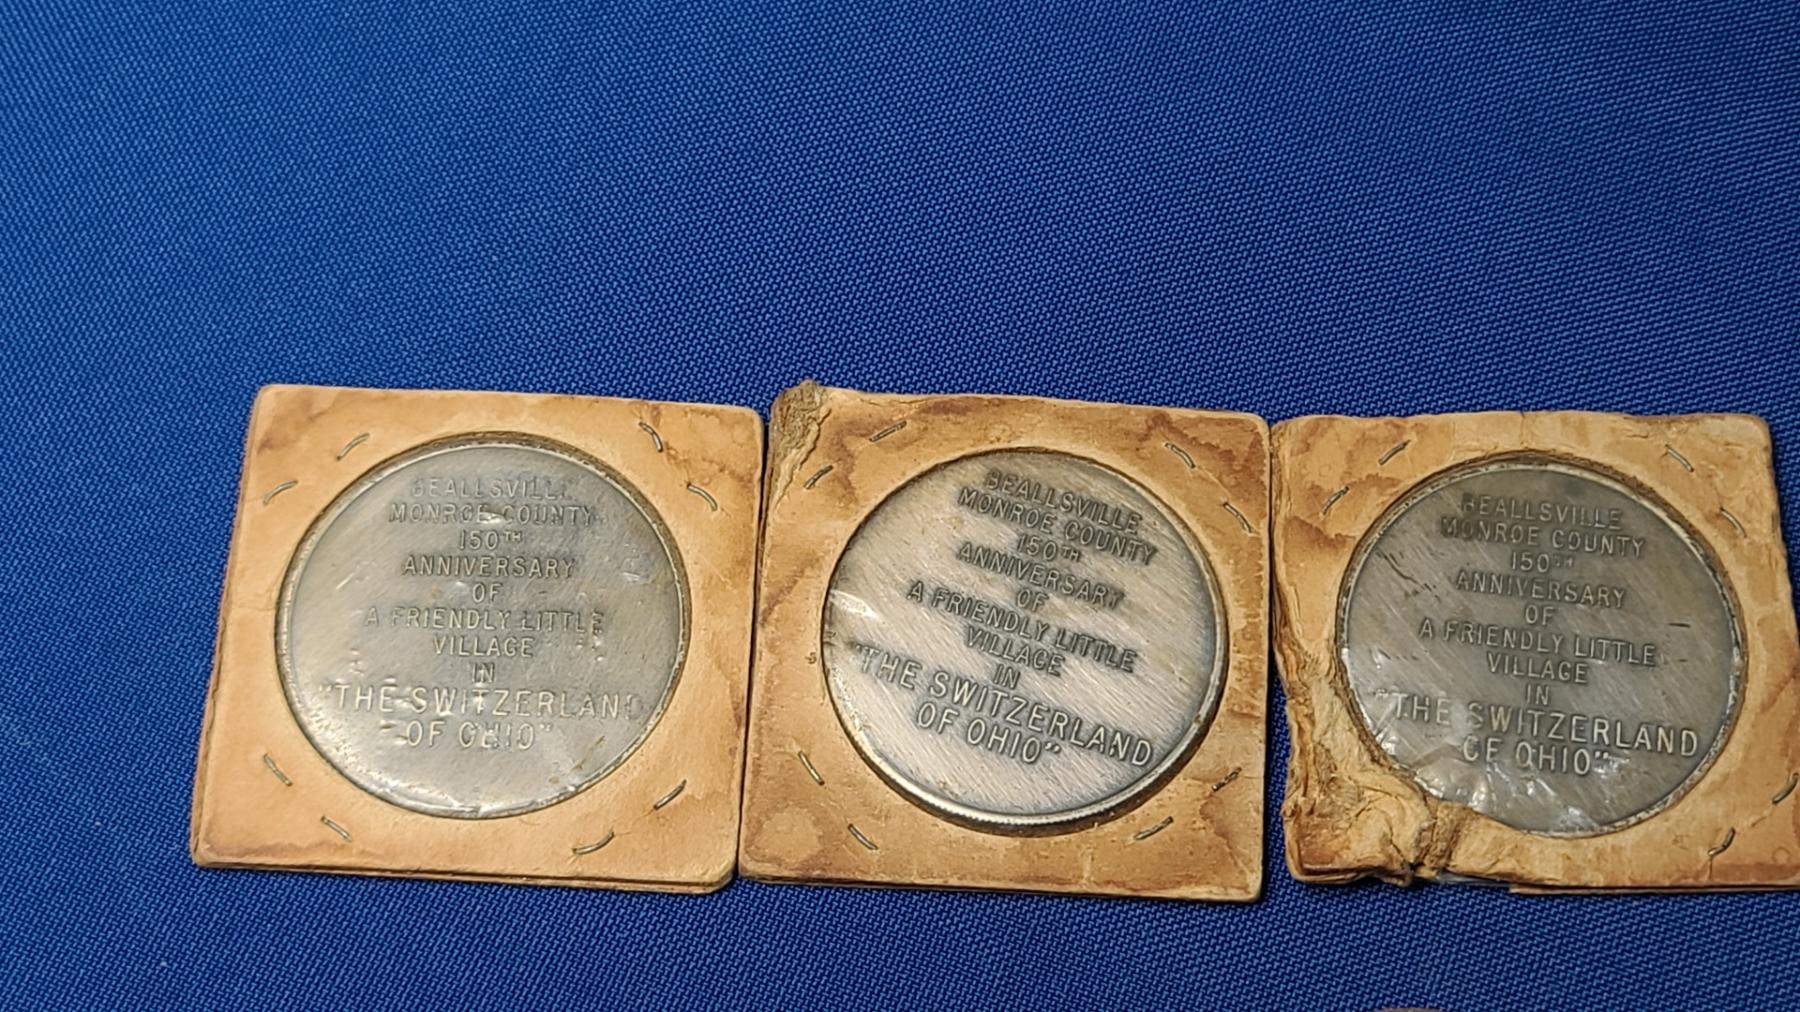 BEALLSVILLE
MONROE COUNTY
150TH
ANNIVERSARY
OF
A FRIENDLY LITTLE
VILLAGE
IN
"THE SWITZERLAND
OF OHIO"
BEALLSVILLE
MONROE COUNTY
150TH
ANNIVERSARY
OF
A FRIENDLY LITTLE
VILLAGE
IN
"THE SWITZERLAND
OF OHIO"
BEALLSVILLE
MONROE COUNTY
150TH
ANNIVERSARY
OF
A FRIENDLY LITTLE
VILLAGE
IN
"THE SWITZERLAND
OF OHIO"